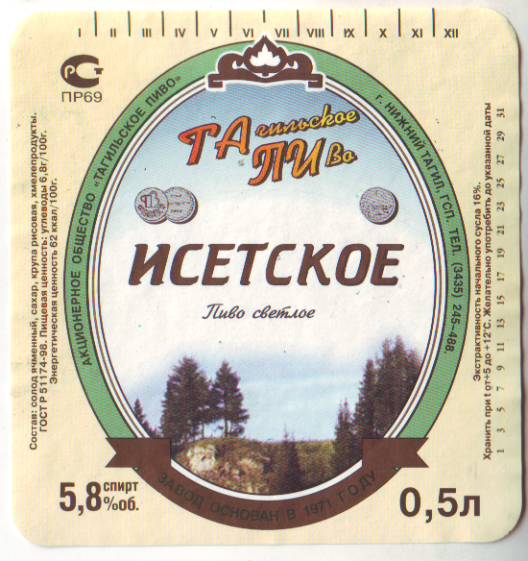 I II III IV V VI VII VIII IX X XI XII
РСТ
ПР69
ТАгильское
ПИВо
АКЦИОНЕРНОЕ ОБЩЕСТВО "ТАГИЛЬСКОЕ ПИВО"
г. НИЖНИЙ ТАГИЛ, ГСП. ТЕЛ. (3435) 245-488.
ИСЕТСКОЕ
Пиво светлое
Состав: солод ячменный, сахар, крупа рисовая, хмелепродукты.
ГОСТ Р 51174-98. Пищевая ценность: углеводы 6,8г/100г.
Энергетическая ценность 62 ккал/100г.
Экстрактивность начального сусла 16%.
Хранить при t от+5 до +12°С. Желательно употребить до указанной даты
1 3 5 7 9 11 13 15 17 19 21 23 25 27 29 31
5,8 спирт
%об.
ЗАВОД ОСНОВАН В 1971 ГОДУ
0,5л